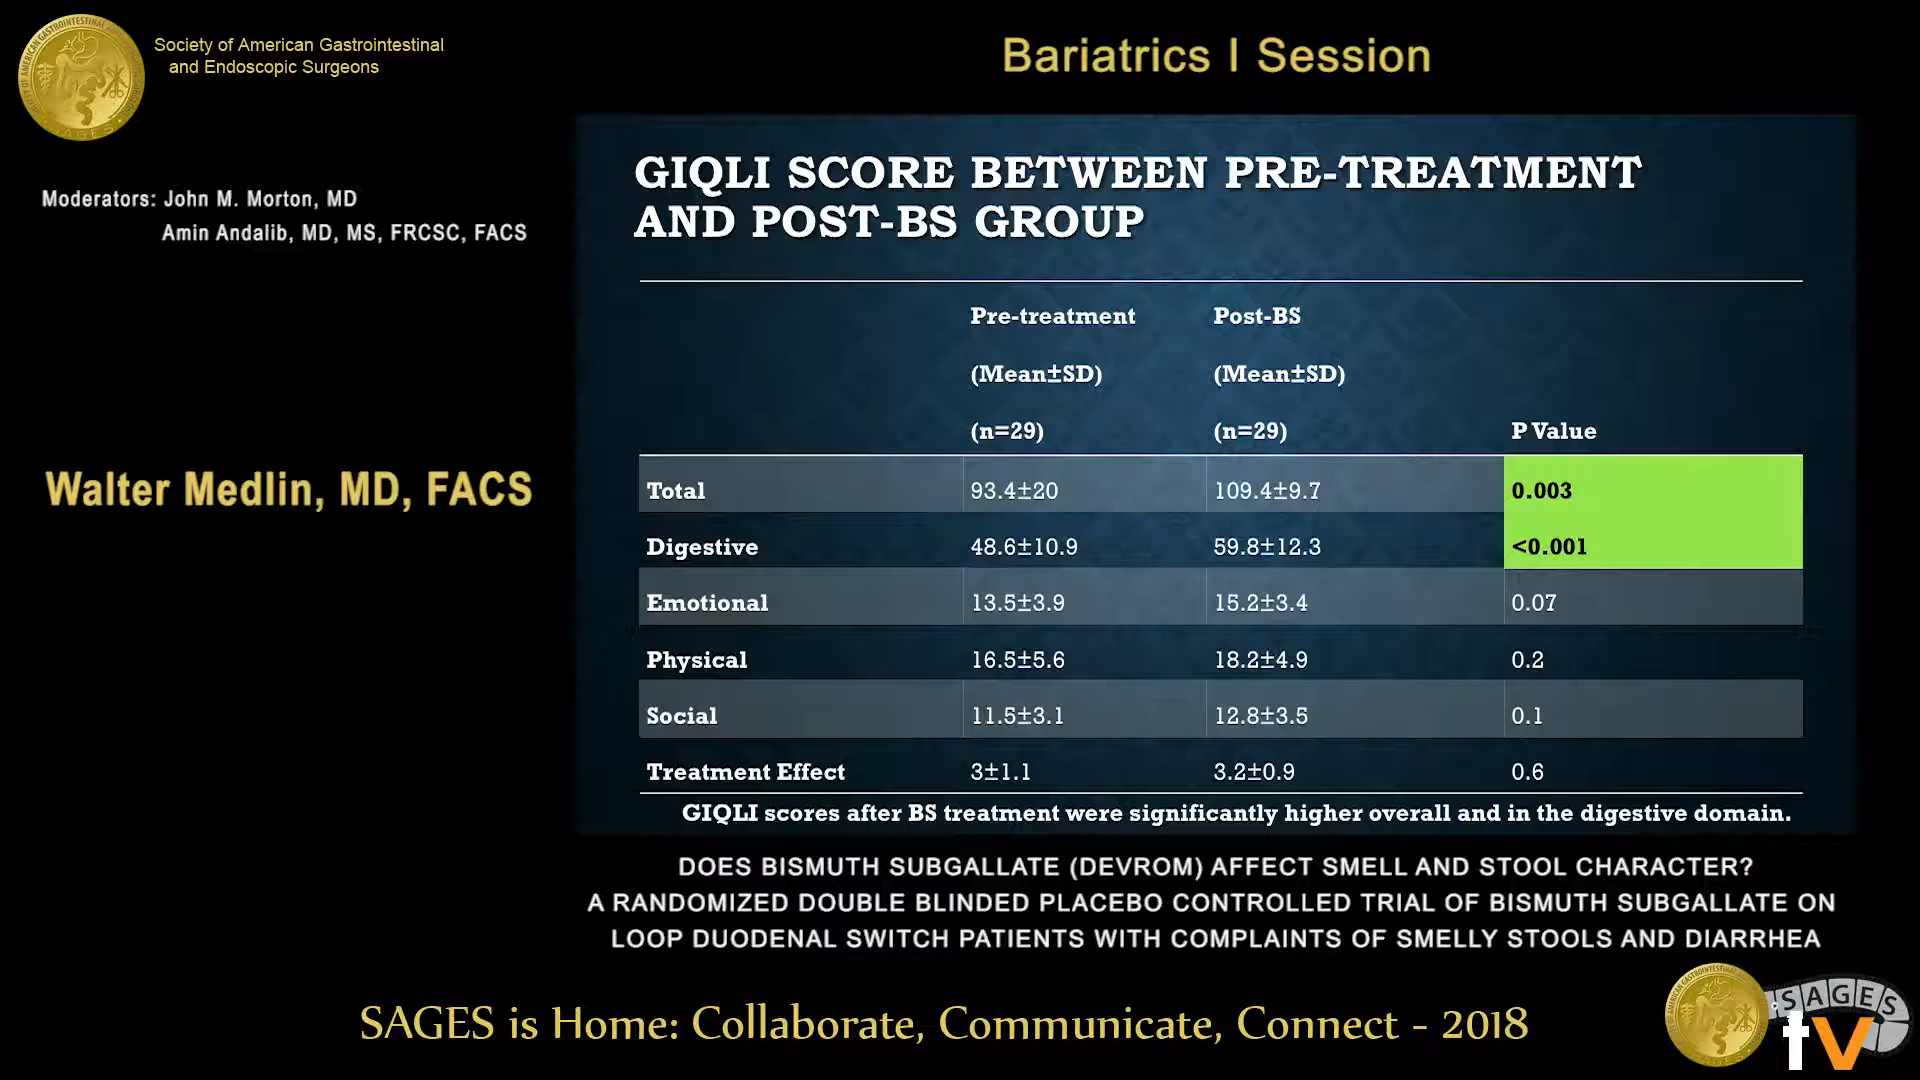 Society of American Gastrointestinal
and Endoscopic Surgeons
Bariatrics I Session
Moderators: John M. Morton, MD
Amin Andalib, MD, MS, FRCSC, FACS
Walter Medlin, MD, FACS
GIQLI SCORE BETWEEN PRE-TREATMENT
AND POST-BS GROUP
Pre-treatment Post-BS
(Mean±SD) (Mean±SD)
(n=29) (n=29) P Value
Total 93.4±20 109.4±9.7 0.003
Digestive 48.6±10.9 59.8±12.3 <0.001
Emotional 13.5±3.9 15.2±3.4 0.07
Physical 16.5±5.6 18.2±4.9 0.2
Social 11.5±3.1 12.8±3.5 0.1
Treatment Effect 3±1.1 3.2±0.9 0.6
GIQLI scores after BS treatment were significantly higher overall and in the digestive domain.
DOES BISMUTH SUBGALLATE (DEVROM) AFFECT SMELL AND STOOL CHARACTER?
A RANDOMIZED DOUBLE BLINDED PLACEBO CONTROLLED TRIAL OF BISMUTH SUBGALLATE ON
LOOP DUODENAL SWITCH PATIENTS WITH COMPLAINTS OF SMELLY STOOLS AND DIARRHEA
SAGES is Home: Collaborate, Communicate, Connect - 2018
SAGES
tv